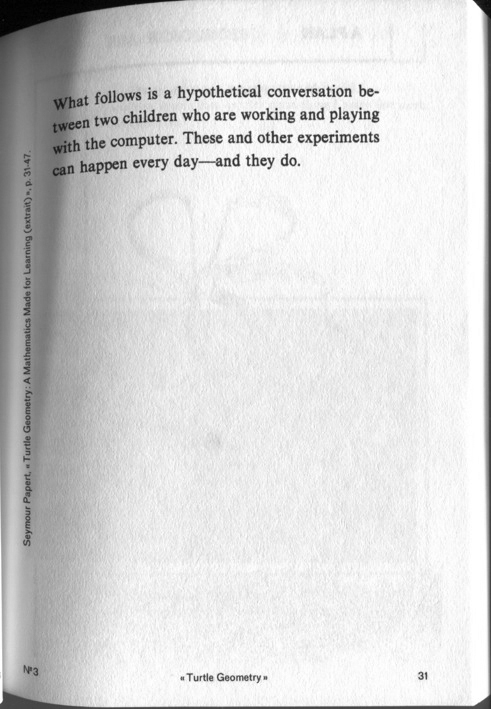 What follows is a hypothetical conversation be-
tween two children who are working and playing
with the computer. These and other experiments
can happen every day—and they do.
Seymour Papert, « Turtle Geometry: A Mathematics Made for Learning (extrait) », p. 31-47.
Nº3
« Turtle Geometry »
31